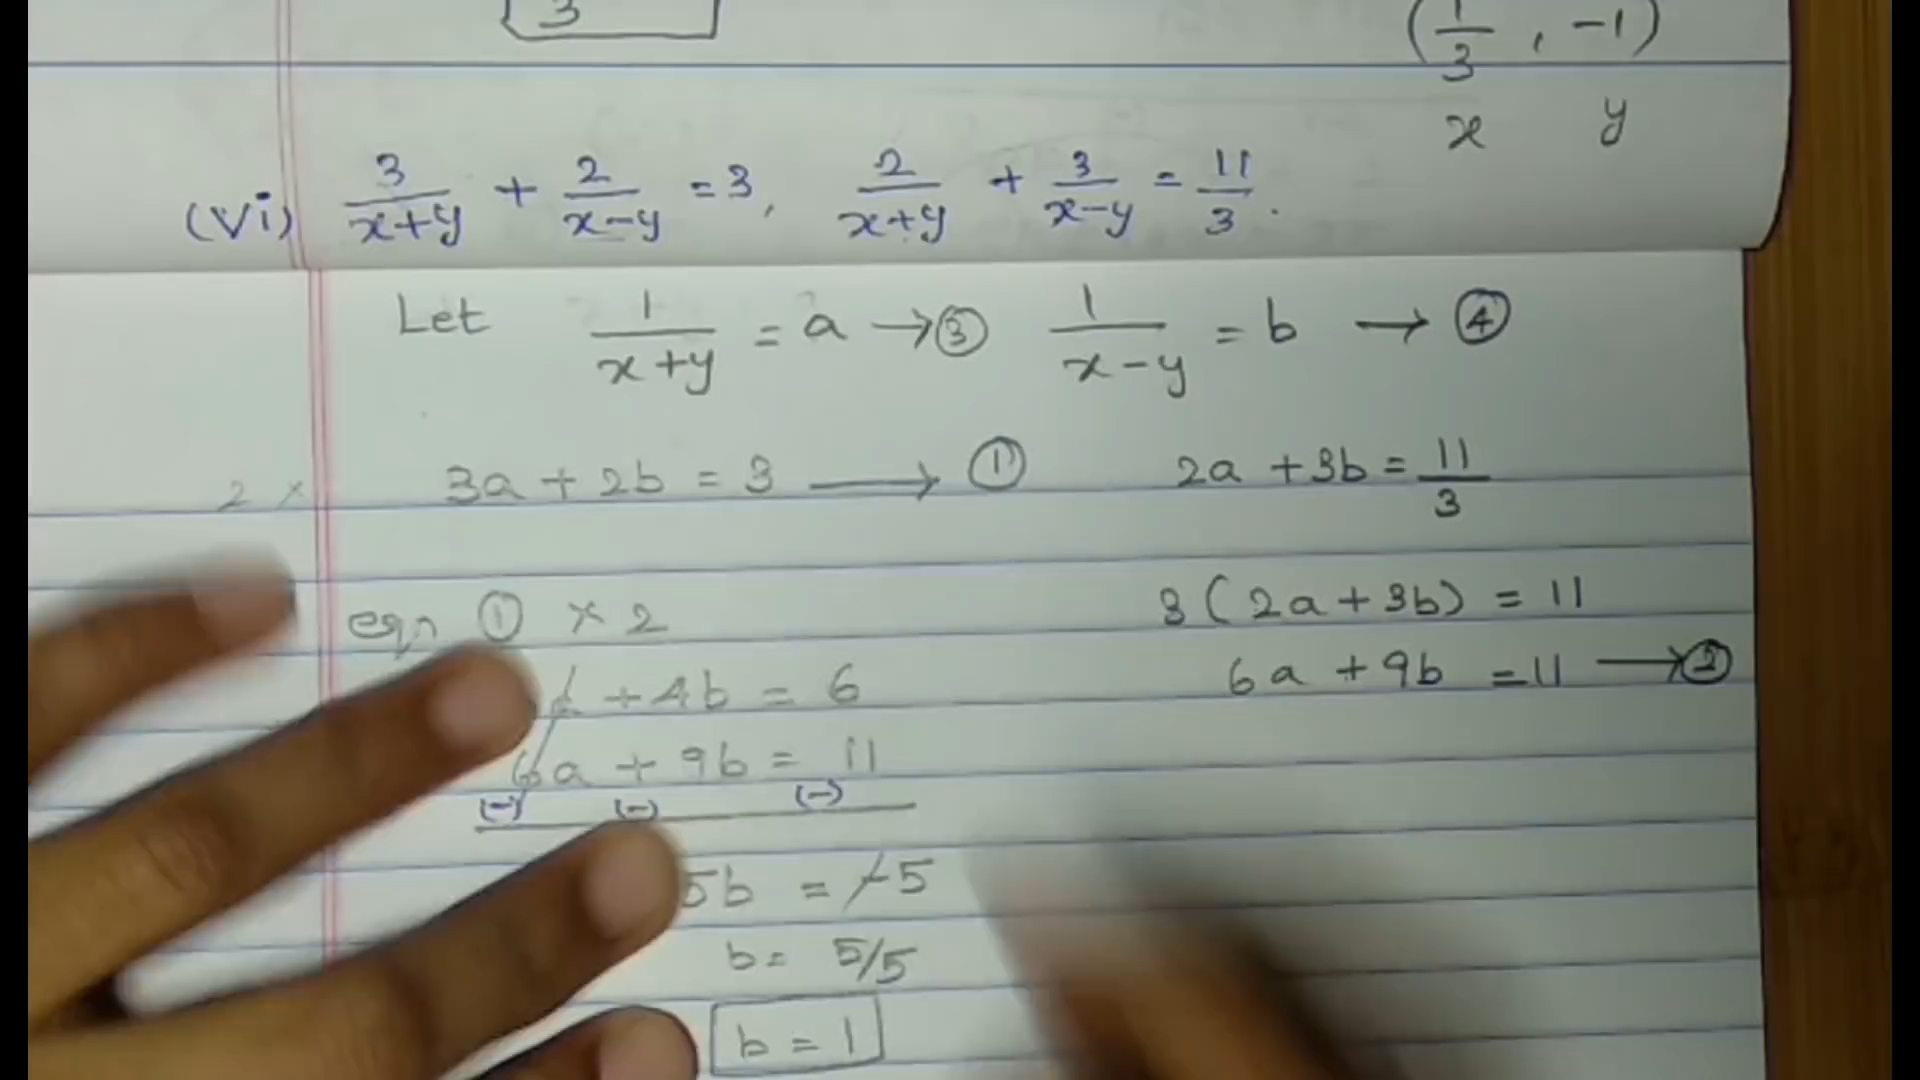 3
(1/3, -1)
x y
(vi) 3/(x+y) + 2/(x-y) = 3, 2/(x+y) + 3/(x-y) = 11/3.
Let 1/(x+y) = a → ③ 1/(x-y) = b → ④
2 × 3a + 2b = 3 → ① 2a + 3b = 11/3
eqn ① × 2 3(2a + 3b) = 11
+ 4b = 6 6a + 9b = 11 → ②
6a + 9b = 11
(-) (-) (-)
5b = -5
b = 5/5
b = 1